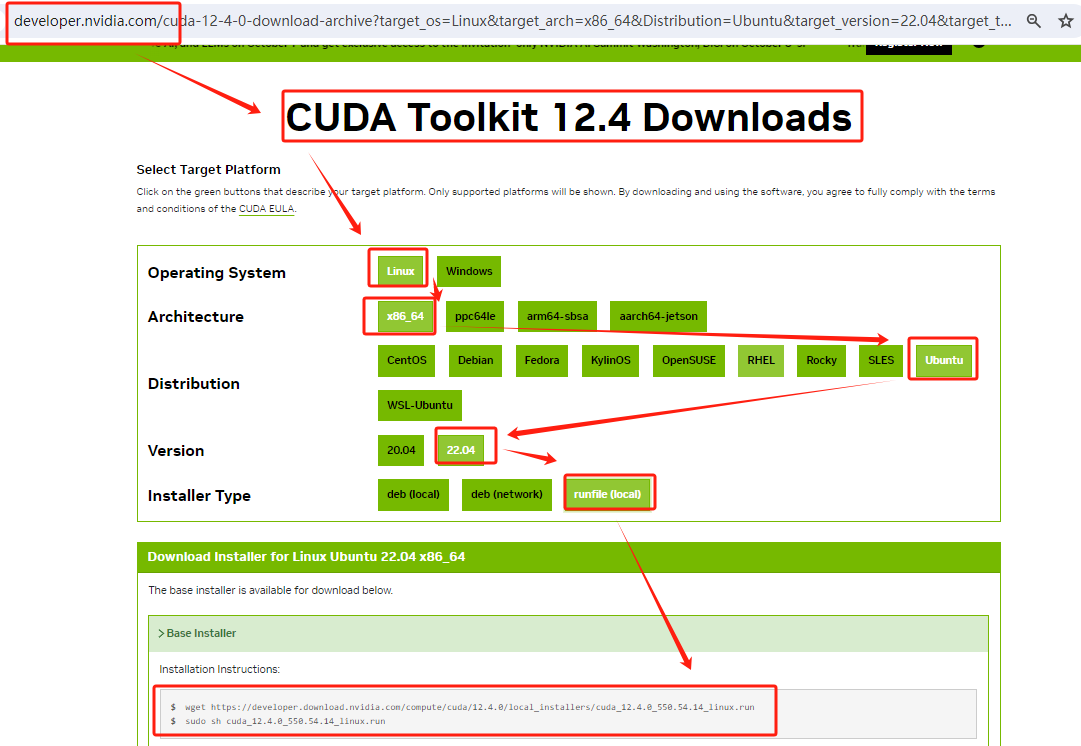 developer.nvidia.com/cuda-12-4-0-download-archive?target_os=Linux&target_arch=x86_64&Distribution=Ubuntu&target_version=22.04&target_t...
CUDA Toolkit 12.4 Downloads
Select Target Platform
Click on the green buttons that describe your target platform. Only supported platforms will be shown. By downloading and using the software, you agree to fully comply with the terms
and conditions of the CUDA EULA.
Operating System Linux Windows
Architecture x86_64 ppc64le arm64-sbsa aarch64-jetson
Distribution CentOS Debian Fedora KylinOS OpenSUSE RHEL Rocky SLES Ubuntu
WSL-Ubuntu
Version 20.04 22.04
Installer Type deb (local) deb (network) runfile (local)
Download Installer for Linux Ubuntu 22.04 x86_64
The base installer is available for download below.
> Base Installer
Installation Instructions:
$ wget https://developer.download.nvidia.com/compute/cuda/12.4.0/local_installers/cuda_12.4.0_550.54.14_linux.run
$ sudo sh cuda_12.4.0_550.54.14_linux.run